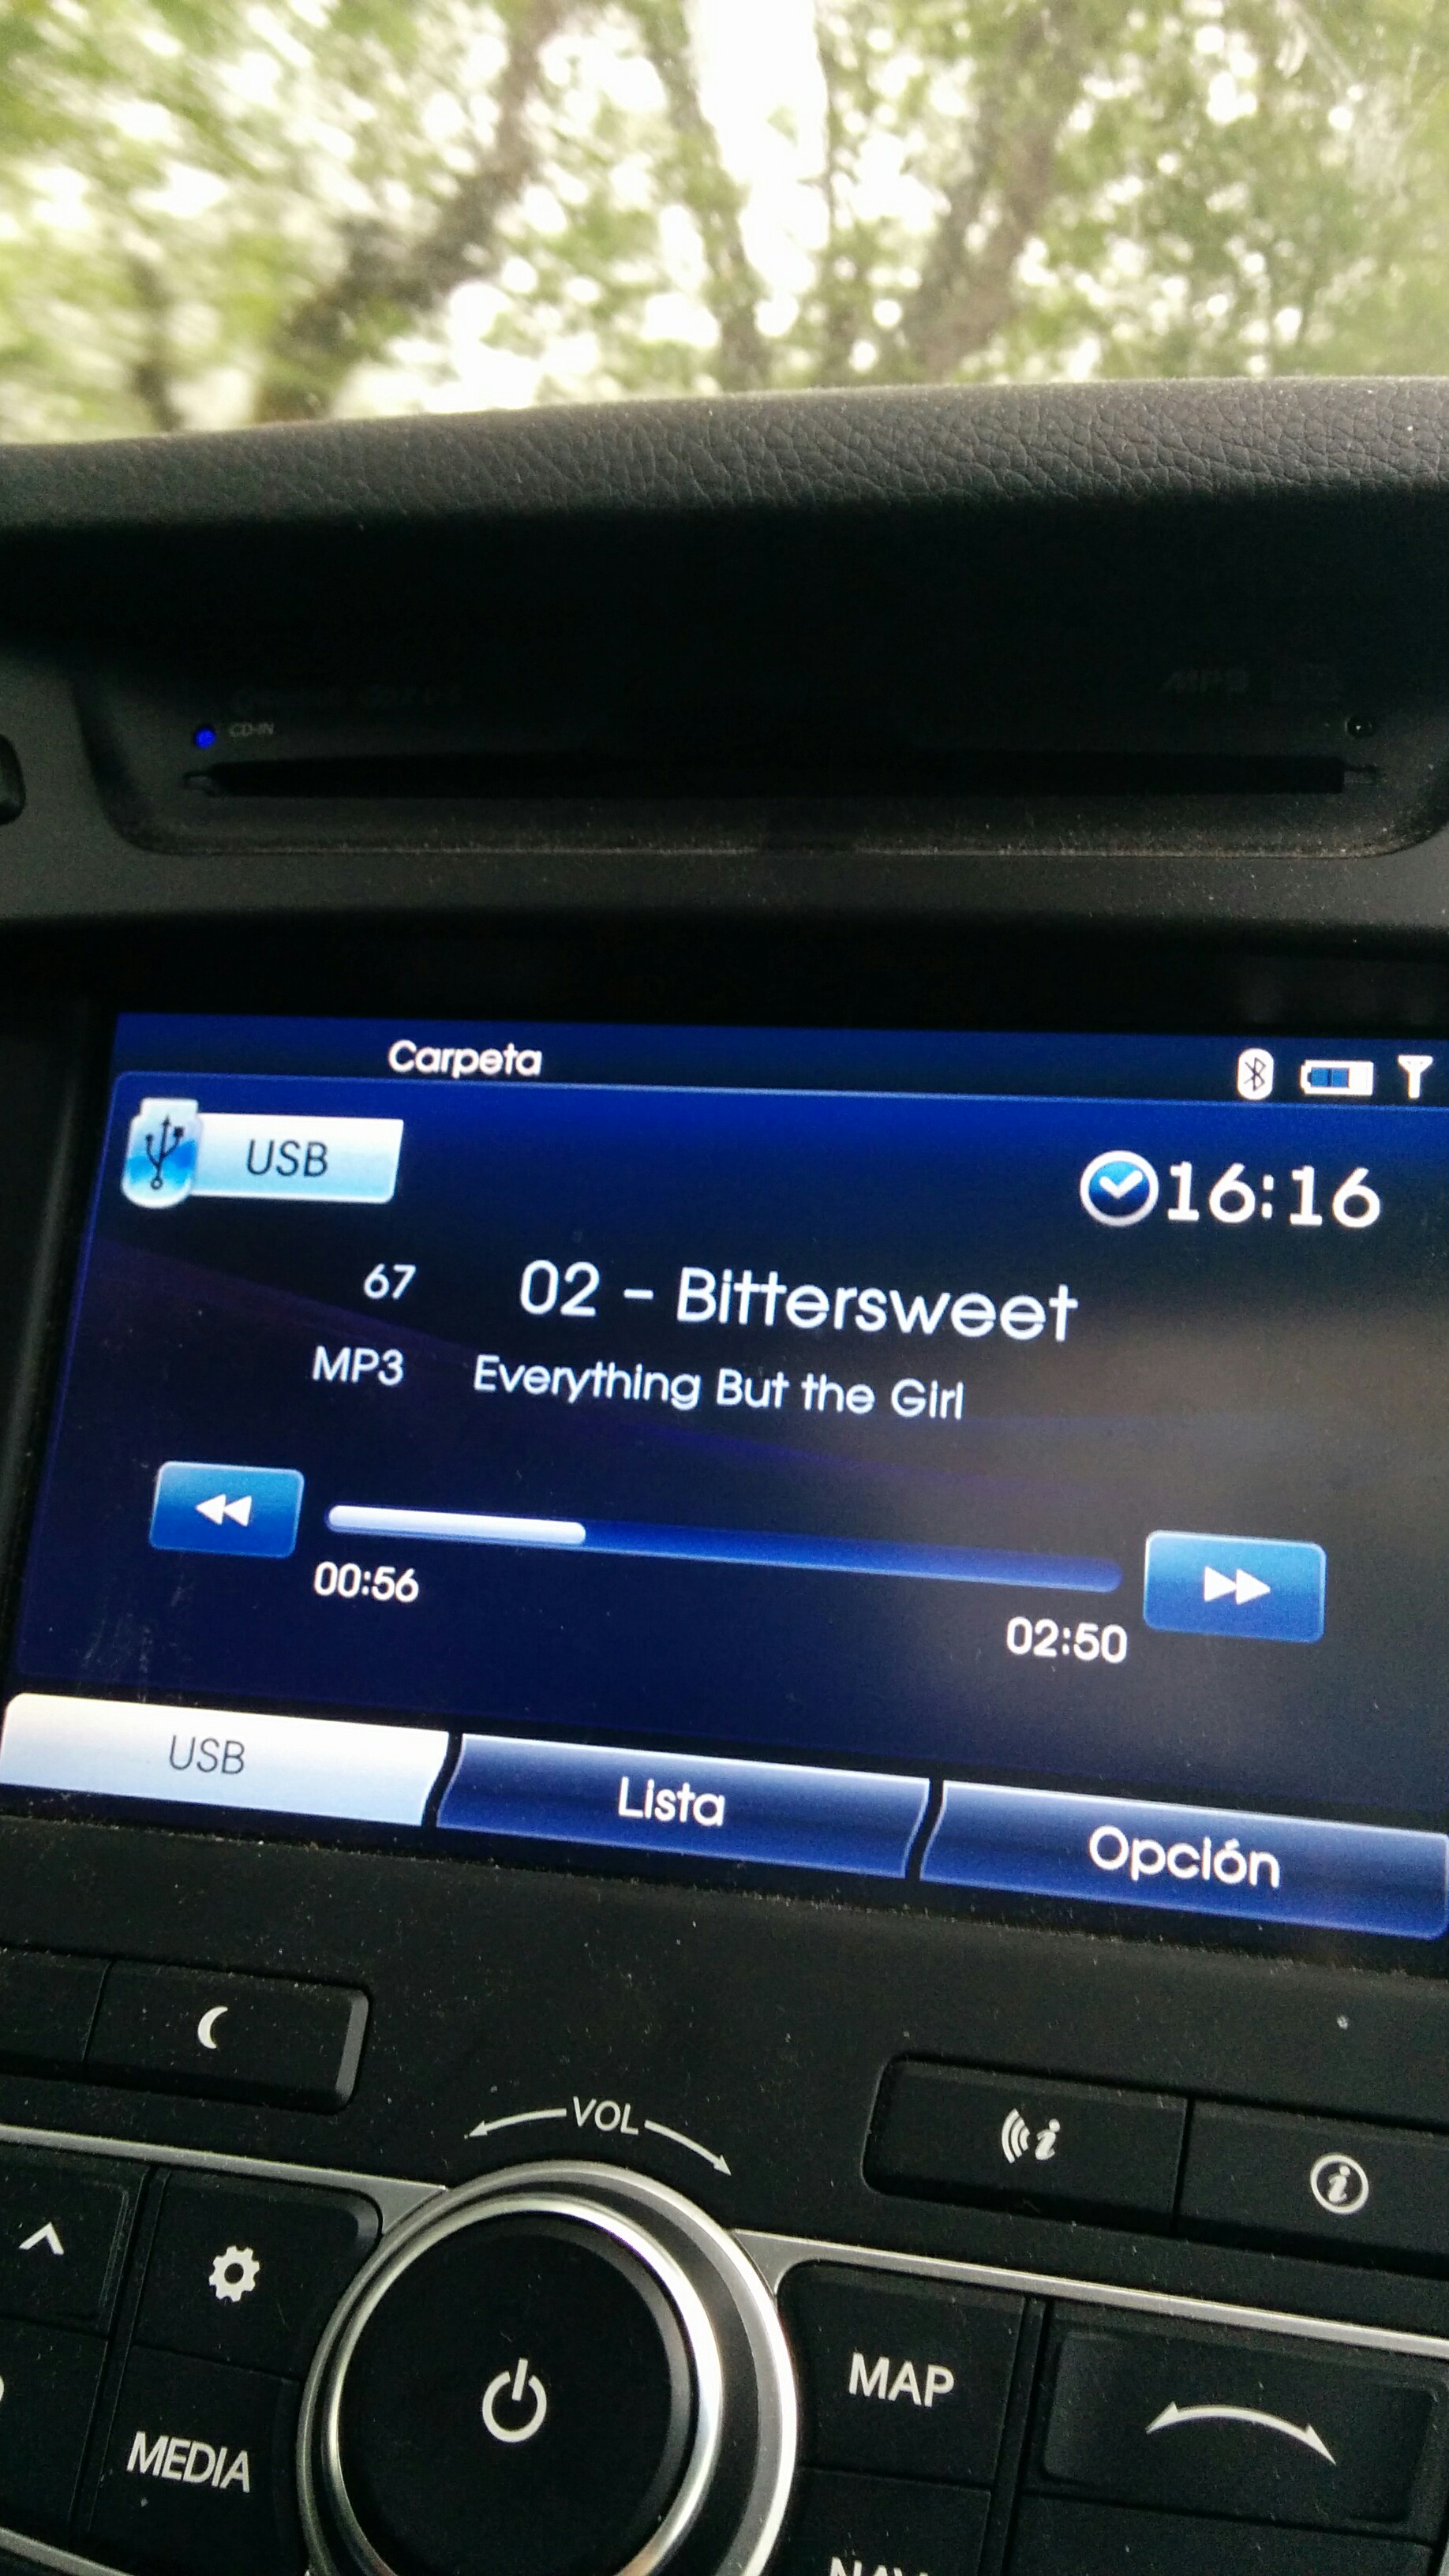 MP3
CD-IN
Carpeta
USB
16:16
67 02 - Bittersweet
MP3 Everything But the Girl
00:56
02:50
USB Lista Opción
VOL
i
i
MAP
MEDIA